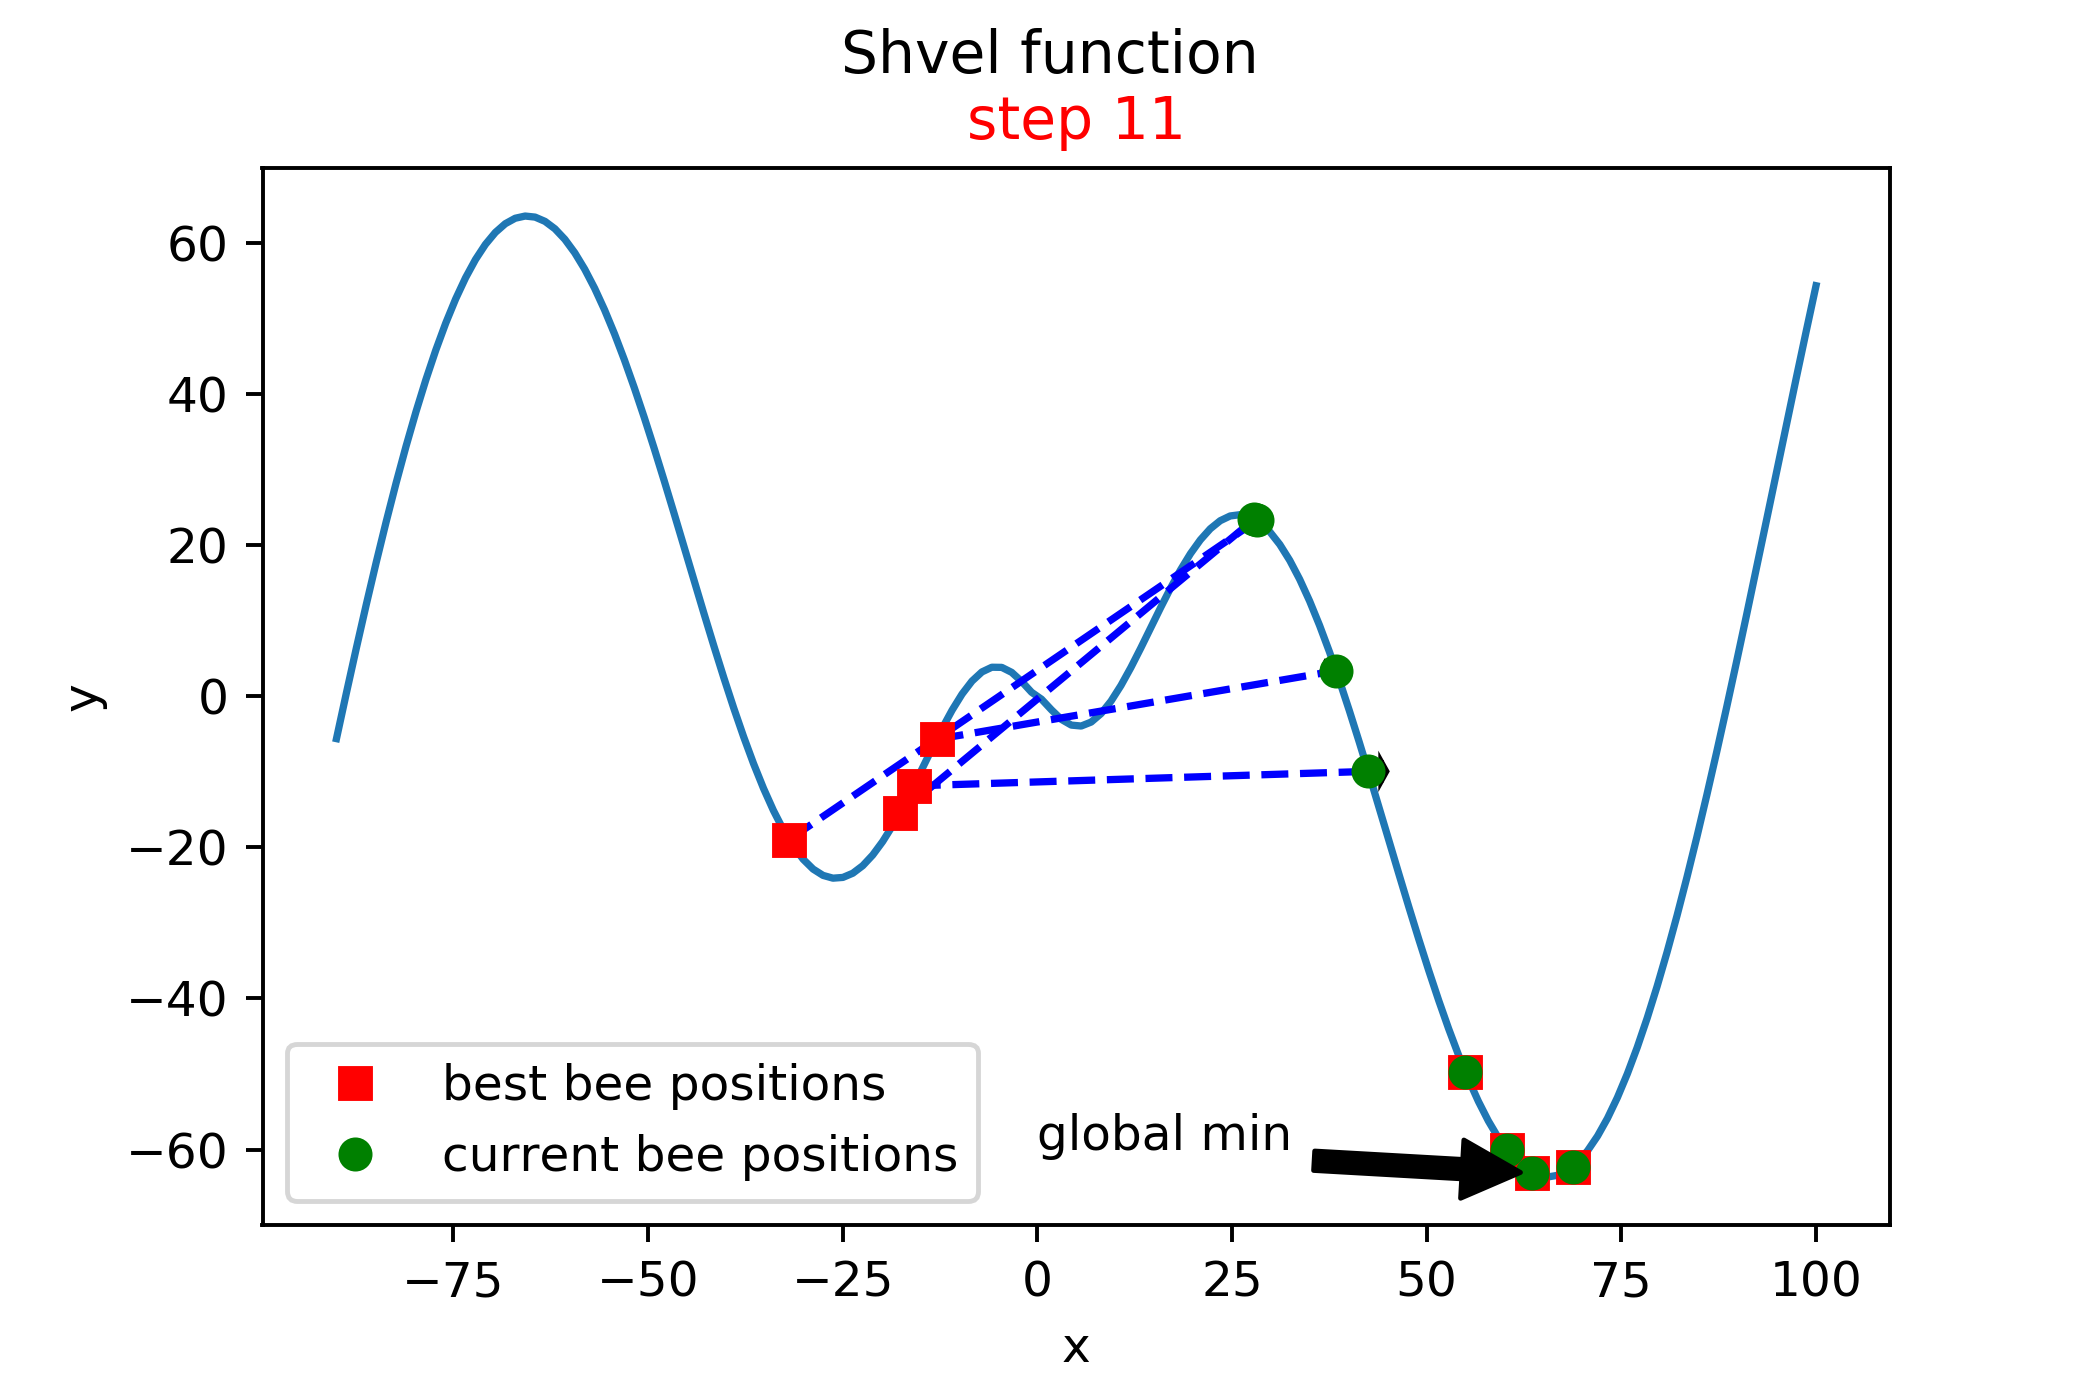 Shvel function
step 11
y
60
40
20
0
−20
−40
−60
best bee positions
current bee positions
global min
−75 −50 −25 0 25 50 75 100
x